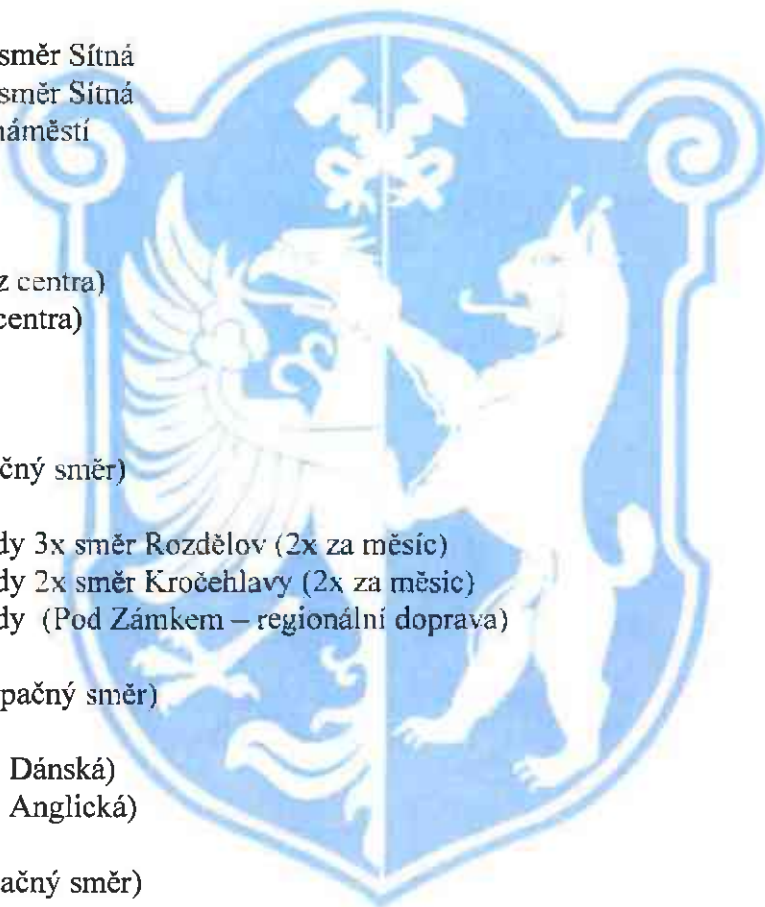 směr Sítná
směr Sítná
náměstí
z centra)
centra)
čný směr)
dy 3x směr Rozdělov (2x za měsíc)
dy 2x směr Kročehlavy (2x za měsic)
dy (Pod Zámkem – regionální doprava)
pačný směr)
Dánská)
Anglická)
ačný směr)